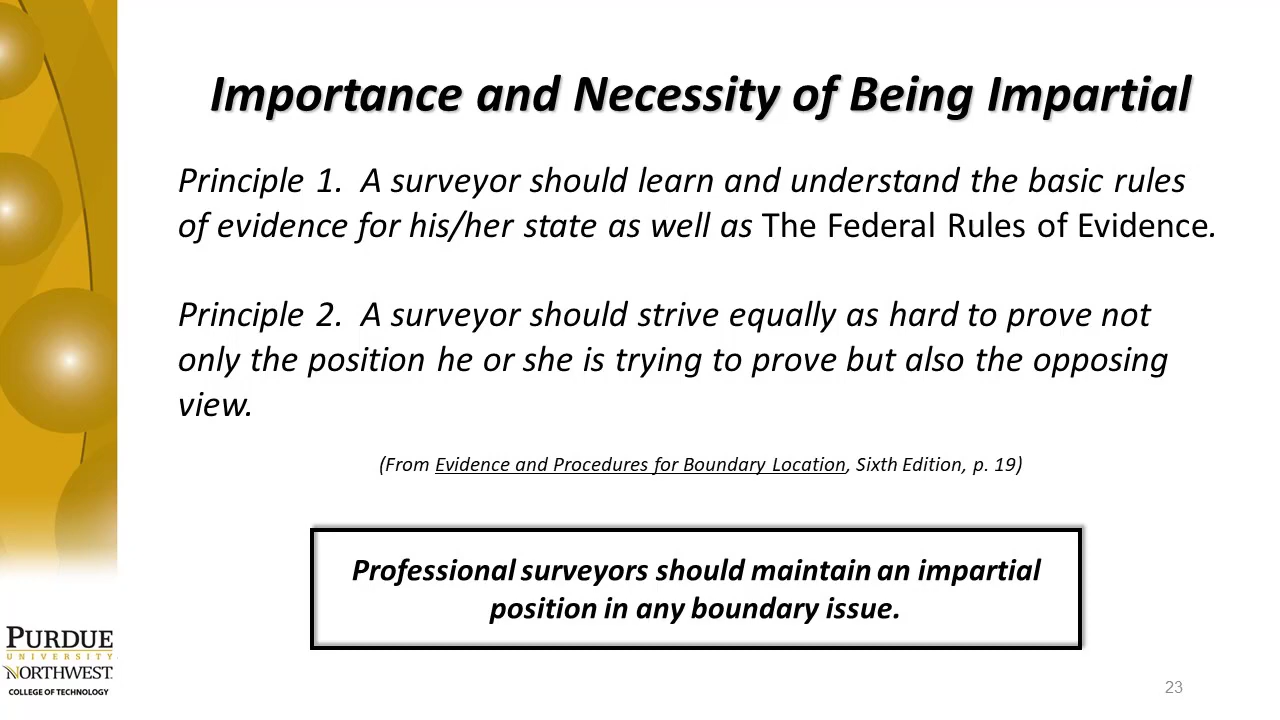 Importance and Necessity of Being Impartial
Principle 1.  A surveyor should learn and understand the basic rules
of evidence for his/her state as well as The Federal Rules of Evidence.
Principle 2.  A surveyor should strive equally as hard to prove not
only the position he or she is trying to prove but also the opposing
view.
(From Evidence and Procedures for Boundary Location, Sixth Edition, p. 19)
Professional surveyors should maintain an impartial
position in any boundary issue.
PURDUE
UNIVERSITY
NORTHWEST
COLLEGE OF TECHNOLOGY
23